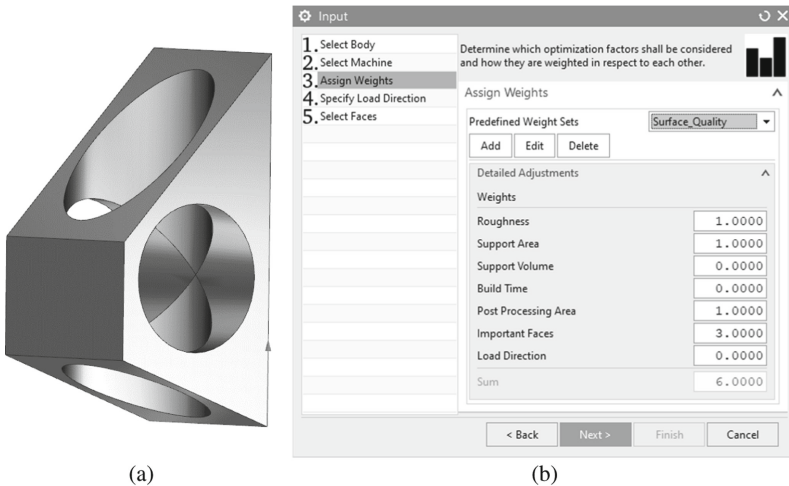 Input
1. Select Body
2. Select Machine
3. Assign Weights
4. Specify Load Direction
5. Select Faces
Determine which optimization factors shall be considered
and how they are weighted in respect to each other.
Assign Weights
Predefined Weight Sets Surface_Quality
Add Edit Delete
Detailed Adjustments
Weights
Roughness 1.0000
Support Area 1.0000
Support Volume 0.0000
Build Time 0.0000
Post Processing Area 1.0000
Important Faces 3.0000
Load Direction 0.0000
Sum 6.0000
< Back Next > Finish Cancel
(a) (b)